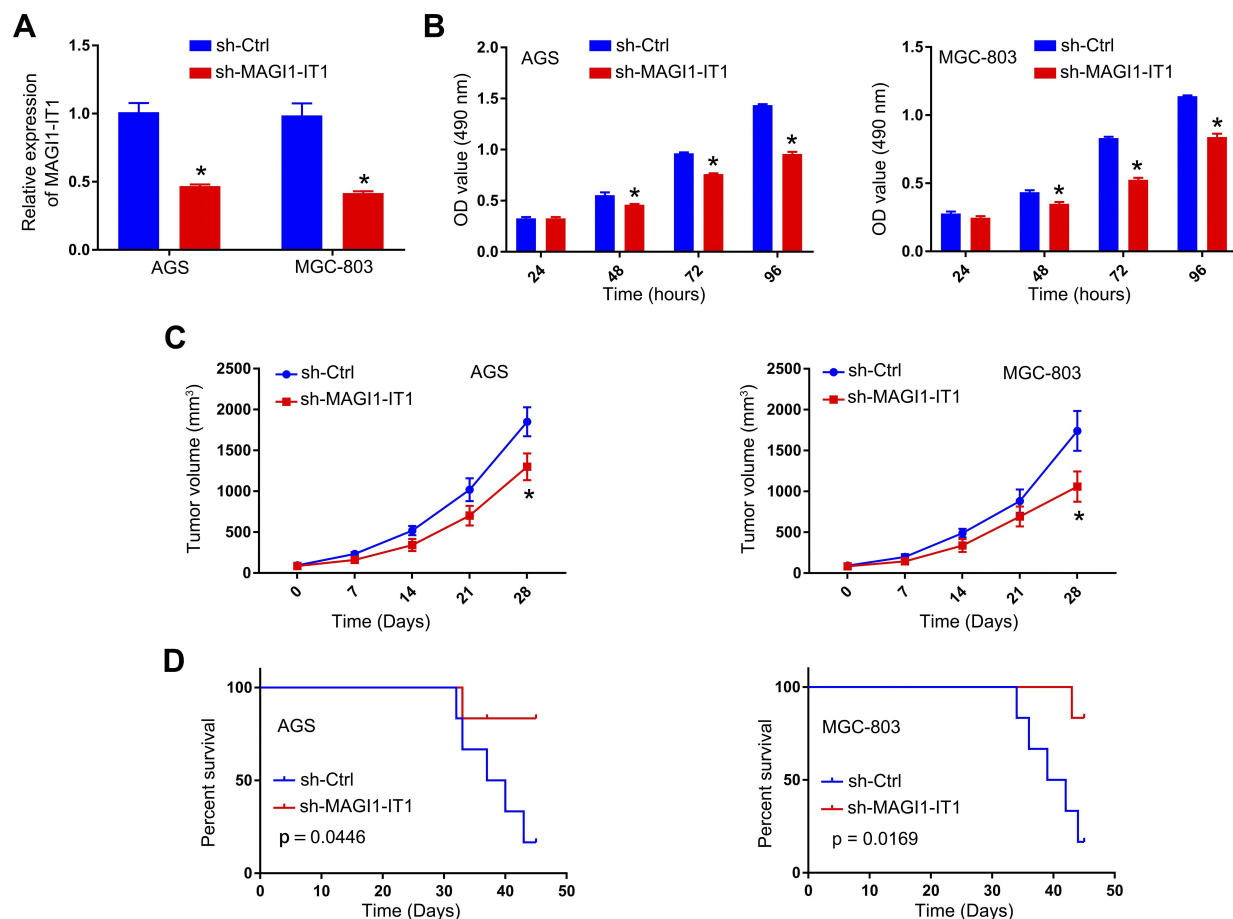 A
Relative expression
of MAGI1-IT1
1.5
1.0
0.5
0.0
sh-Ctrl
sh-MAGI1-IT1
*
*
AGS
MGC-803
B
OD value (490 nm)
2.0
1.5
1.0
0.5
0.0
AGS
sh-Ctrl
sh-MAGI1-IT1
*
*
*
24
48
72
96
Time (hours)
OD value (490 nm)
1.5
1.0
0.5
0.0
MGC-803
sh-Ctrl
sh-MAGI1-IT1
*
*
*
24
48
72
96
Time (hours)
C
Tumor volume (mm³)
2500
2000
1500
1000
500
0
sh-Ctrl
sh-MAGI1-IT1
AGS
*
0
7
14
21
28
Time (Days)
Tumor volume (mm³)
2500
2000
1500
1000
500
0
sh-Ctrl
sh-MAGI1-IT1
MGC-803
*
0
7
14
21
28
Time (Days)
D
Percent survival
100
50
0
AGS
sh-Ctrl
sh-MAGI1-IT1
p = 0.0446
0
10
20
30
40
50
Time (Days)
Percent survival
100
50
0
MGC-803
sh-Ctrl
sh-MAGI1-IT1
p = 0.0169
0
10
20
30
40
50
Time (Days)